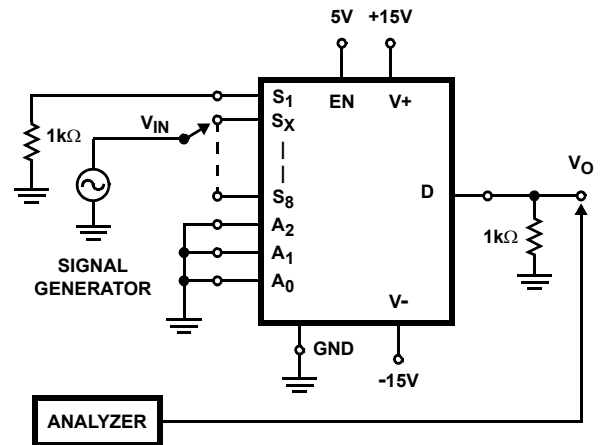 5V +15V
S1
SX
|
|
S8
A2
A1
A0
EN V+
D
V-
1kΩ
VIN
SIGNAL
GENERATOR
VO
1kΩ
GND
-15V
ANALYZER